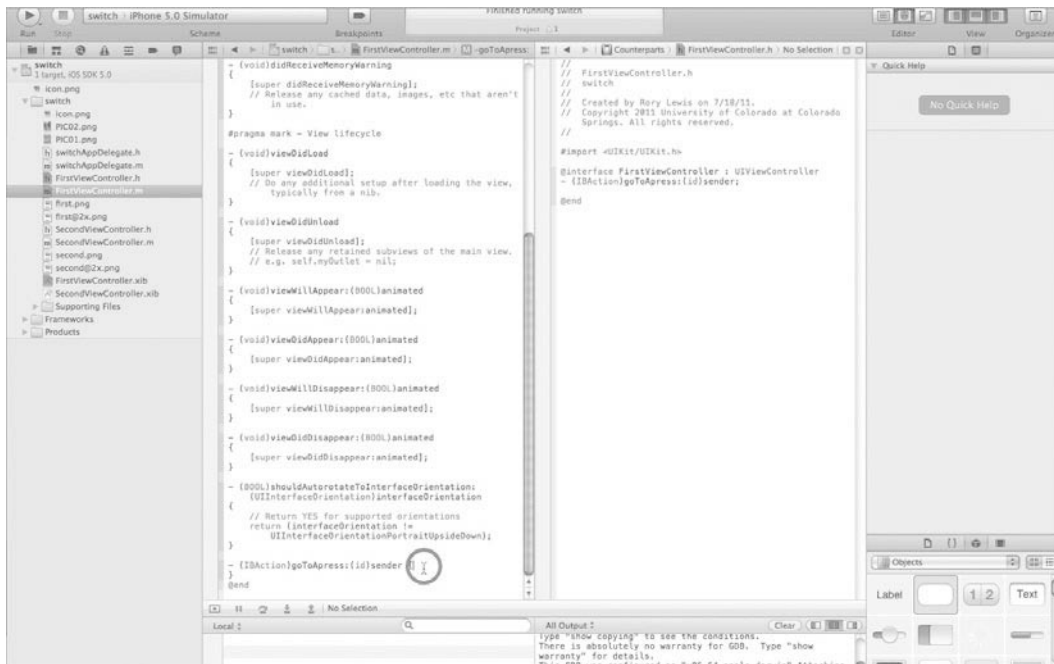 switch
iPhone 5.0 Simulator
Finished running switch
Project
1
Run
Stop
Scheme
Breakpoints
Editor
View
Organizer
switch
1 target, iOS SDK 5.0
icon.png
switch
icon.png
PIC02.png
PIC01.png
switchAppDelegate.h
switchAppDelegate.m
FirstViewController.h
FirstViewController.m
first.png
first@2x.png
SecondViewController.h
SecondViewController.m
second.png
second@2x.png
FirstViewController.xib
SecondViewController.xib
Supporting Files
Frameworks
Products
switch
s...
FirstViewController.m
-goToApress:
- (void)didReceiveMemoryWarning
{
[super didReceiveMemoryWarning];
// Release any cached data, images, etc that aren't
in use.
}
#pragma mark - View lifecycle
- (void)viewDidLoad
{
[super viewDidLoad];
// Do any additional setup after loading the view,
typically from a nib.
}
- (void)viewDidUnload
{
[super viewDidUnload];
// Release any retained subviews of the main view.
// e.g. self.myOutlet = nil;
}
- (void)viewWillAppear:(BOOL)animated
{
[super viewWillAppear:animated];
}
- (void)viewDidAppear:(BOOL)animated
{
[super viewDidAppear:animated];
}
- (void)viewWillDisappear:(BOOL)animated
{
[super viewWillDisappear:animated];
}
- (void)viewDidDisappear:(BOOL)animated
{
[super viewDidDisappear:animated];
}
- (BOOL)shouldAutorotateToInterfaceOrientation:
(UIInterfaceOrientation)interfaceOrientation
{
// Return YES for supported orientations
return (interfaceOrientation !=
UIInterfaceOrientationPortraitUpsideDown);
}
- (IBAction)goToApress:(id)sender {
}
@end
No Selection
Local
Counterparts
FirstViewController.h
No Selection
//
// FirstViewController.h
// switch
//
// Created by Rory Lewis on 7/18/11.
// Copyright 2011 University of Colorado at Colorado
Springs. All rights reserved.
//
#import <UIKit/UIKit.h>
@interface FirstViewController : UIViewController
- (IBAction)goToApress:(id)sender;
@end
All Output
Clear
Type "show copying" to see the conditions.
There is absolutely no warranty for GDB. Type "show
warranty" for details.
Quick Help
No Quick Help
Objects
Label
1 2
Text